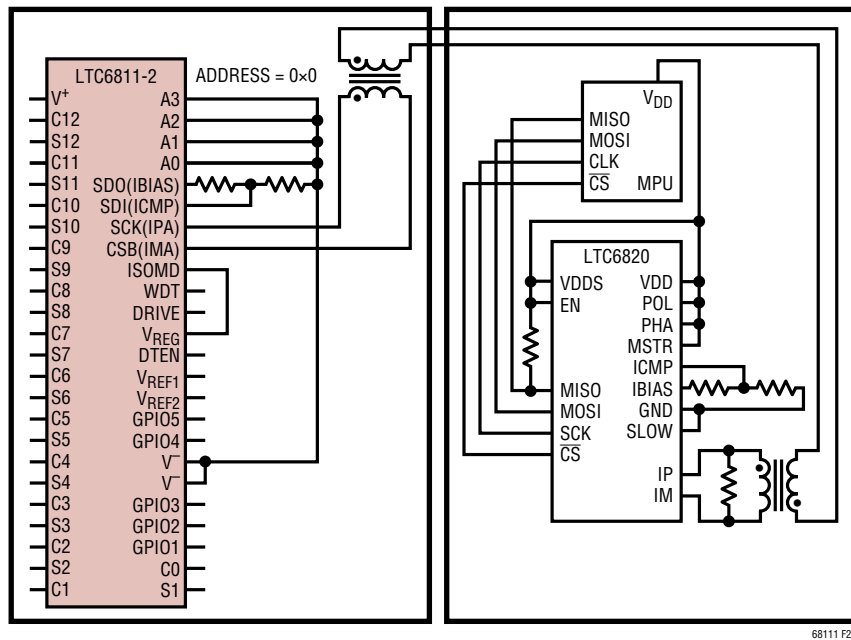 LTC6811-2
ADDRESS = 0×0
V+
C12
S12
C11
S11
C10
S10
C9
S9
C8
S8
C7
S7
C6
S6
C5
S5
C4
S4
C3
S3
C2
S2
C1
A3
A2
A1
A0
SDO(IBIAS)
SDI(ICMP)
SCK(IPA)
CSB(IMA)
ISOMD
WDT
DRIVE
VREG
DTEN
VREF1
VREF2
GPIO5
GPIO4
V–
V–
GPIO3
GPIO2
GPIO1
C0
S1
VDD
MISO
MOSI
CLK
CS
MPU
LTC6820
VDDS
EN
MISO
MOSI
SCK
CS
VDD
POL
PHA
MSTR
ICMP
IBIAS
GND
SLOW
IP
IM